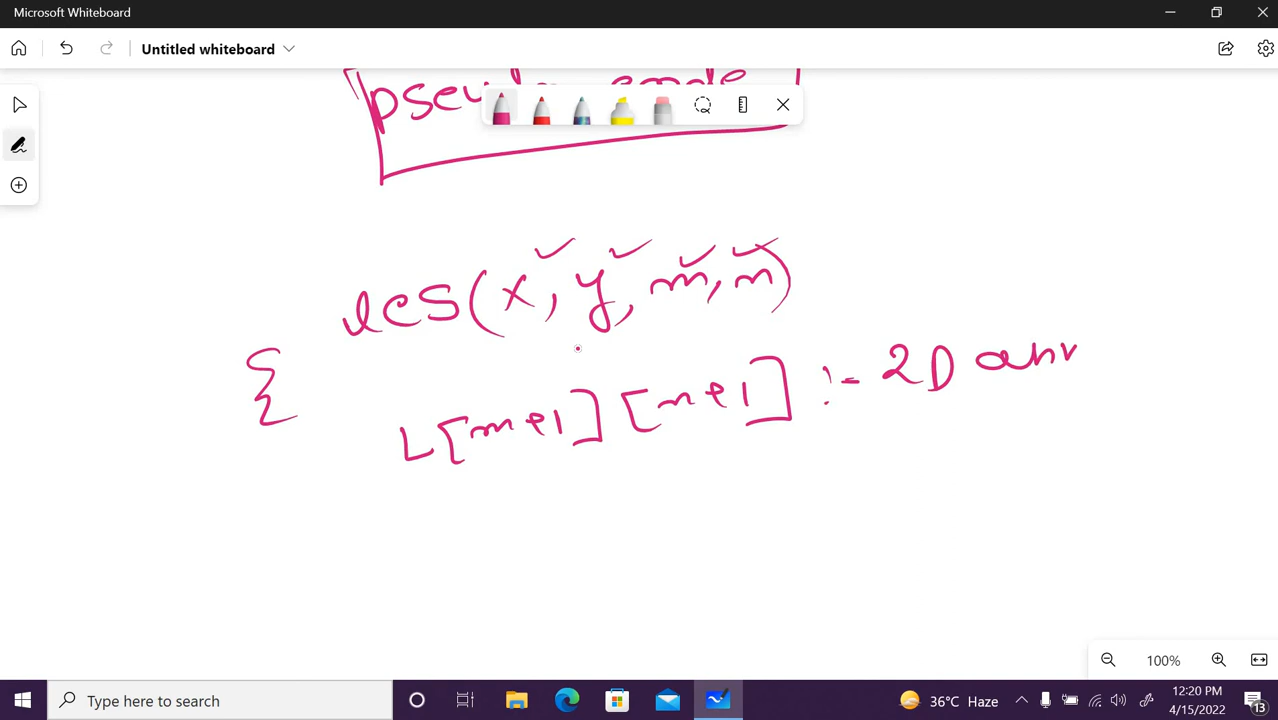 Microsoft Whiteboard
Untitled whiteboard
pseudo
lcS(x, y, m, n)
{
L[m+1][n+1] :- 2D arr
100%
Type here to search
36°C Haze
12:20 PM
4/15/2022
13